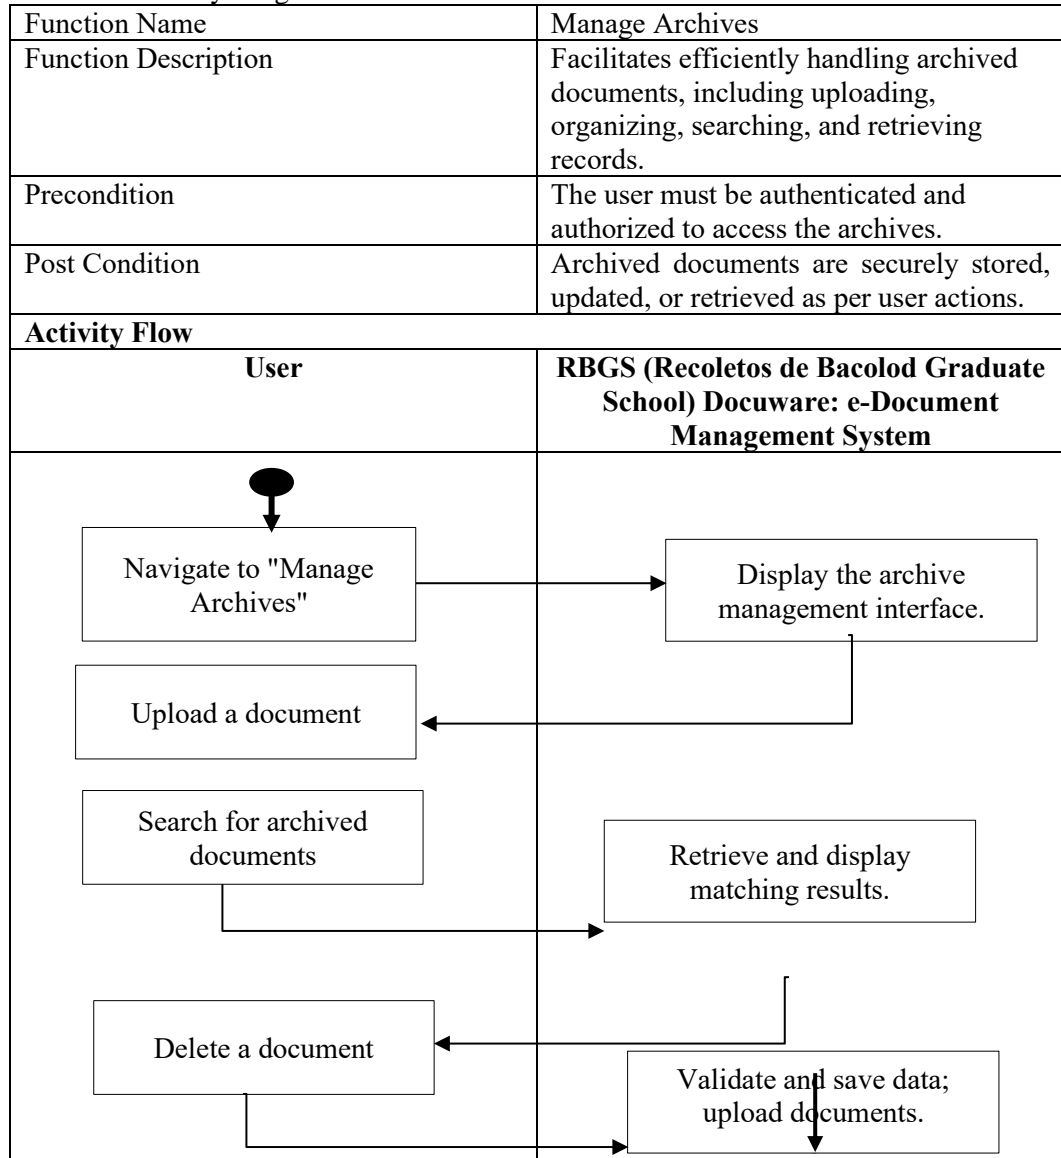 Function Name
Manage Archives
Function Description
Facilitates efficiently handling archived
documents, including uploading,
organizing, searching, and retrieving
records.
Precondition
The user must be authenticated and
authorized to access the archives.
Post Condition
Archived documents are securely stored,
updated, or retrieved as per user actions.
Activity Flow
User
RBGS (Recoletos de Bacolod Graduate
School) Docuware: e-Document
Management System
Navigate to "Manage
Archives"
Display the archive
management interface.
Upload a document
Search for archived
documents
Retrieve and display
matching results.
Delete a document
Validate and save data;
upload documents.